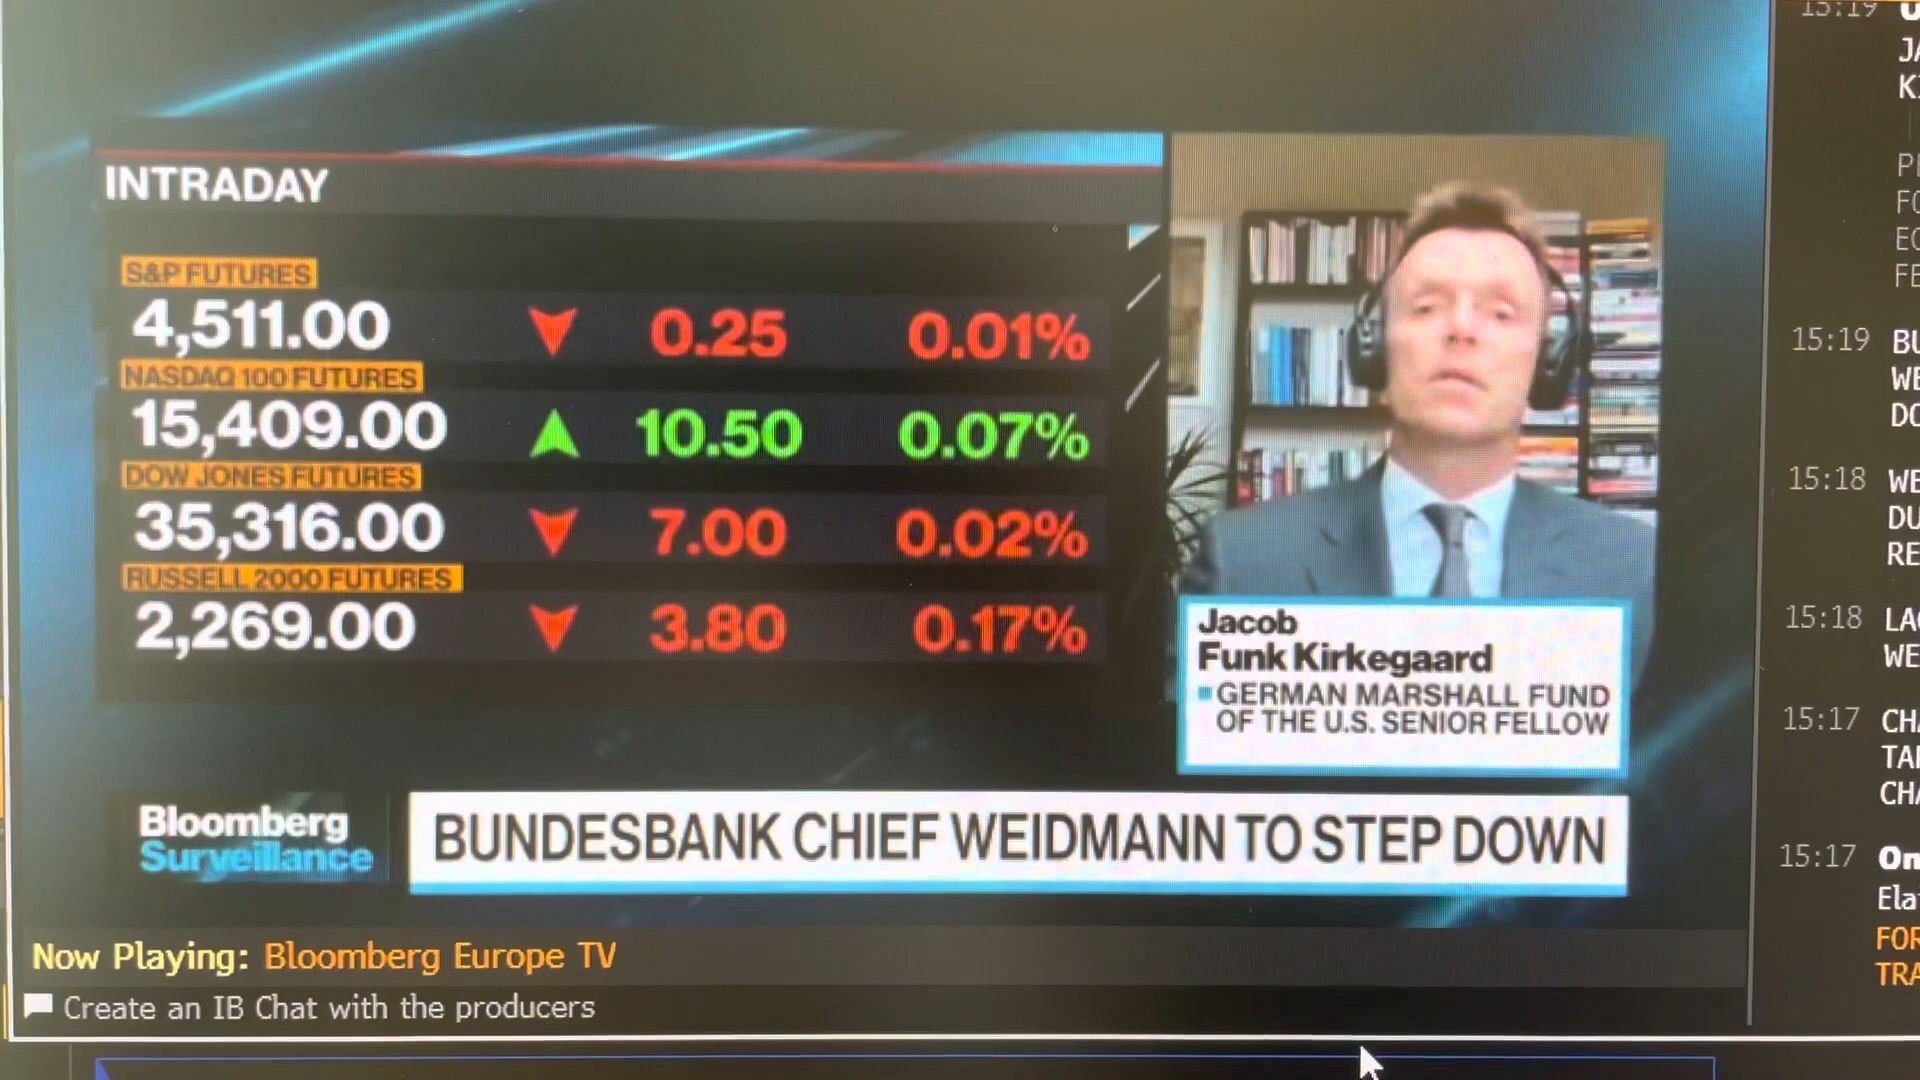 INTRADAY
S&P FUTURES
4,511.00 0.25 0.01%
NASDAQ 100 FUTURES
15,409.00 10.50 0.07%
DOW JONES FUTURES
35,316.00 7.00 0.02%
RUSSELL 2000 FUTURES
2,269.00 3.80 0.17%
Jacob
Funk Kirkegaard
GERMAN MARSHALL FUND
OF THE U.S. SENIOR FELLOW
Bloomberg
Surveillance
BUNDESBANK CHIEF WEIDMANN TO STEP DOWN
Now Playing: Bloomberg Europe TV
Create an IB Chat with the producers
15:19
15:19
15:18
15:18
15:17
15:17